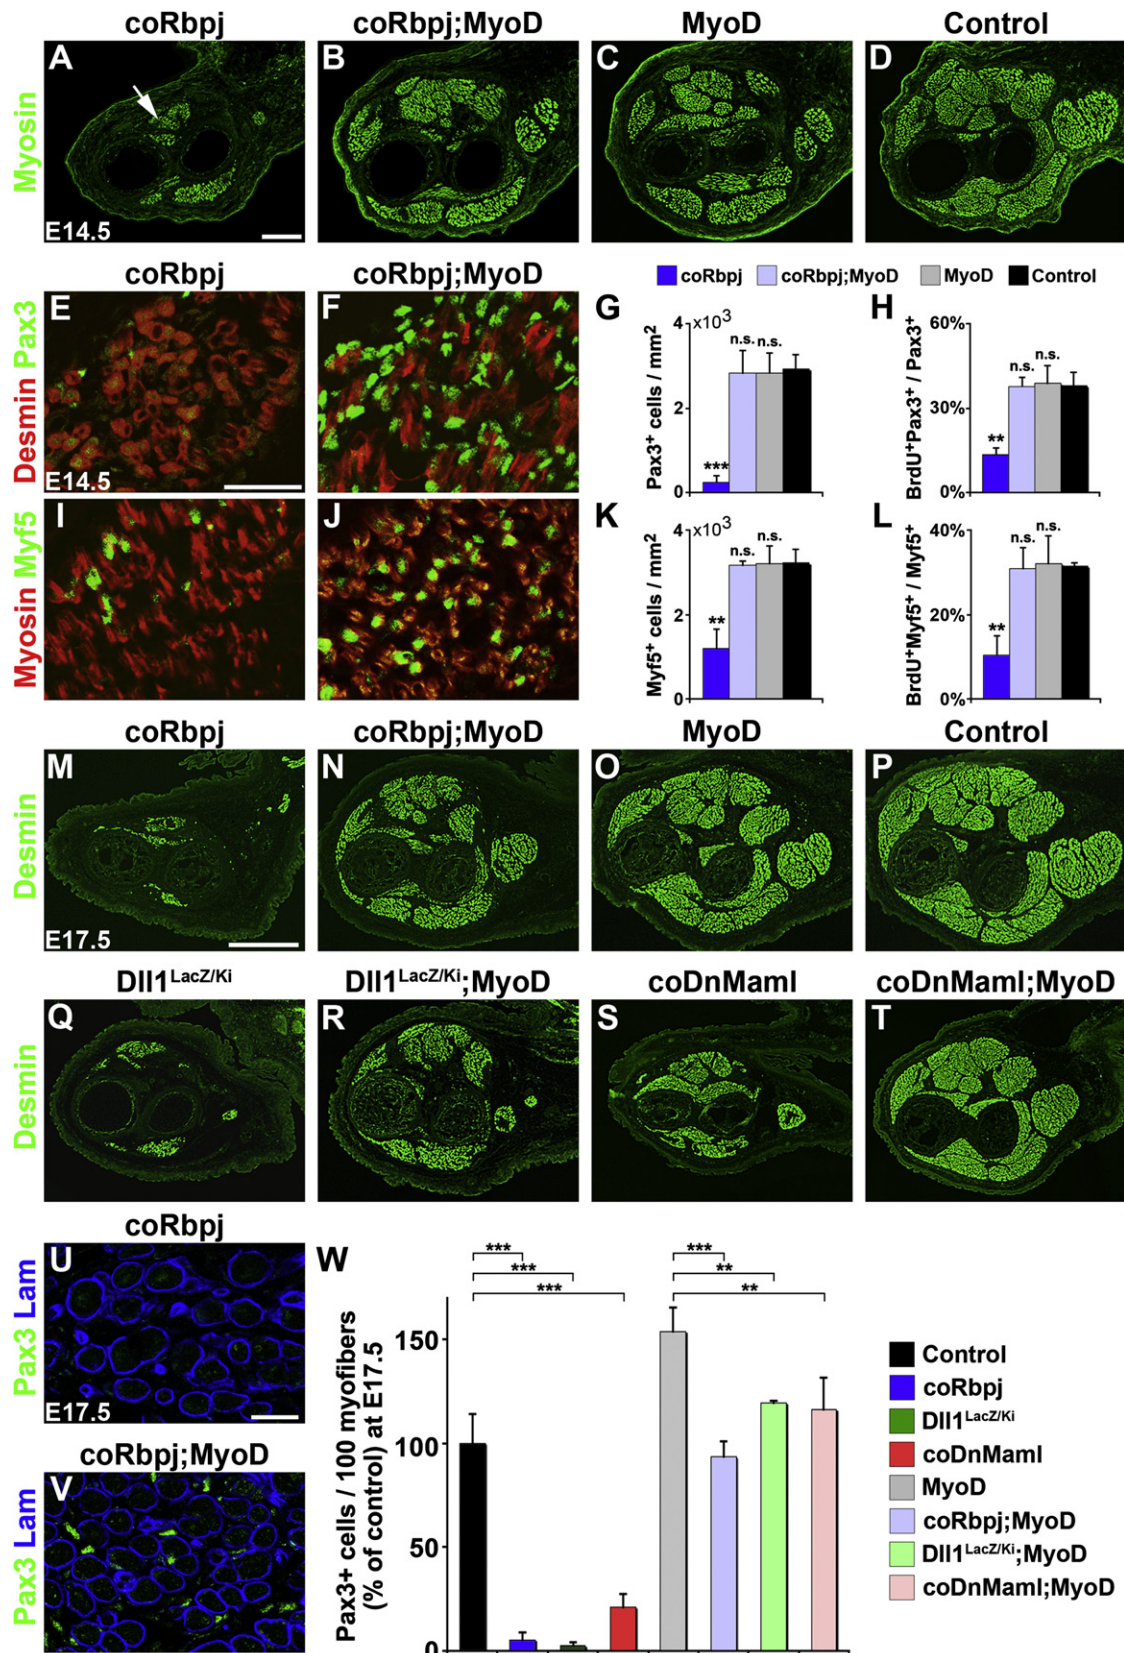 coRbpj coRbpj;MyoD MyoD Control
Myosin
A B C D
E14.5
coRbpj coRbpj;MyoD
coRbpj coRbpj;MyoD MyoD Control
Desmin Pax3
E F
E14.5
G
4 x10³
2
0
Pax3⁺ cells / mm²
*** n.s. n.s.
H
60%
30%
0%
BrdU⁺Pax3⁺ / Pax3⁺
** n.s. n.s.
Myosin Myf5
I J
K
4 x10³
2
0
Myf5⁺ cells / mm²
** n.s. n.s.
L
40%
20%
0%
BrdU⁺Myf5⁺ / Myf5⁺
** n.s. n.s.
coRbpj coRbpj;MyoD MyoD Control
Desmin
M N O P
E17.5
Dll1LacZ/Ki Dll1LacZ/Ki;MyoD coDnMaml coDnMaml;MyoD
Desmin
Q R S T
coRbpj
Pax3 Lam
U
E17.5
coRbpj;MyoD
Pax3 Lam
V
W
Pax3+ cells / 100 myofibers
(% of control) at E17.5
150
100
50
0
*** ***
*** **
*** **
Control
coRbpj
Dll1LacZ/Ki
coDnMaml
MyoD
coRbpj;MyoD
Dll1LacZ/Ki;MyoD
coDnMaml;MyoD